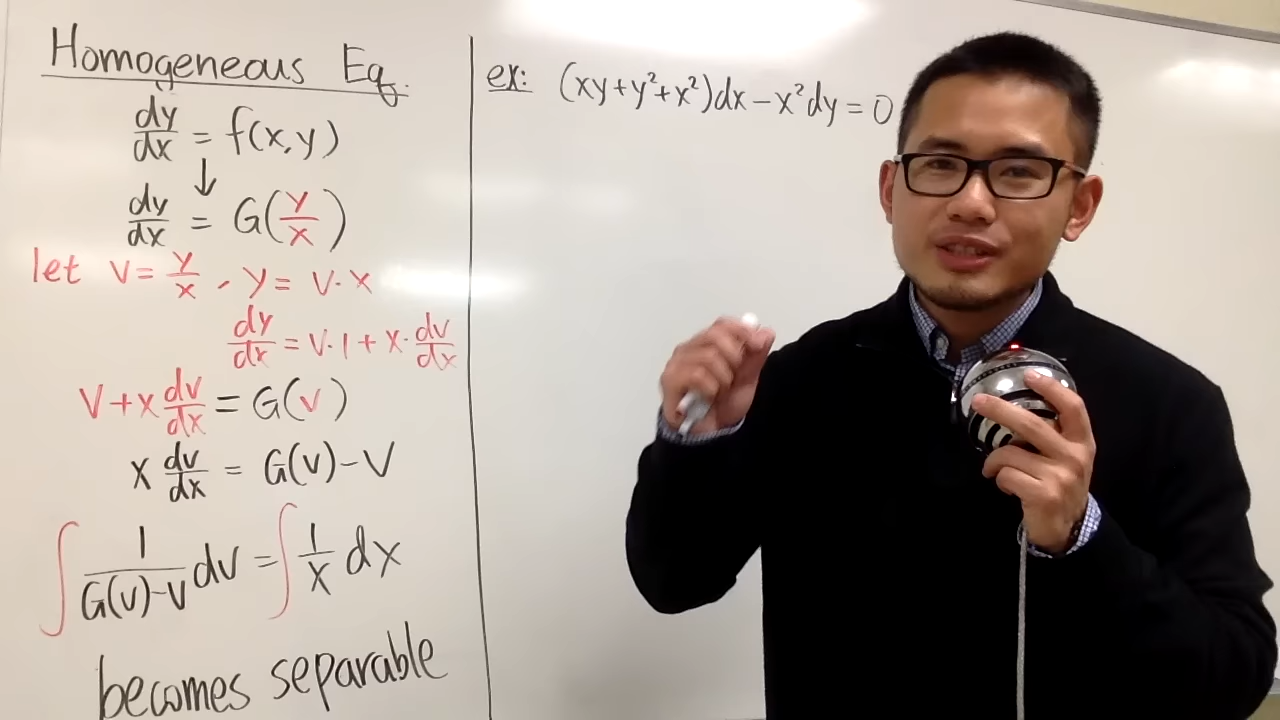 Homogeneous Eq.
dy/dx = f(x,y)
↓
dy/dx = G(y/x)
let v = y/x , y = v·x
dy/dx = v·1 + x·dv/dx
v + x dv/dx = G(v)
x dv/dx = G(v) - v
∫ 1/(G(v)-v) dv = ∫ 1/x dx
becomes separable
ex: (xy+y²+x²)dx - x²dy = 0